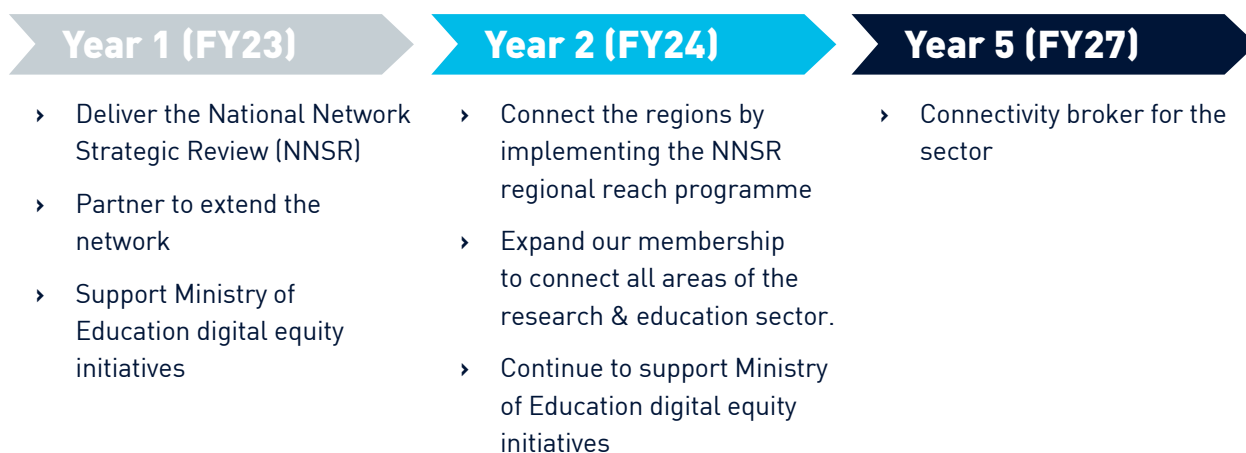 Year 1 (FY23)
› Deliver the National Network
Strategic Review (NNSR)
› Partner to extend the
network
› Support Ministry of
Education digital equity
initiatives
Year 2 (FY24)
› Connect the regions by
implementing the NNSR
regional reach programme
› Expand our membership
to connect all areas of the
research & education sector.
› Continue to support Ministry
of Education digital equity
initiatives
Year 5 (FY27)
› Connectivity broker for the
sector